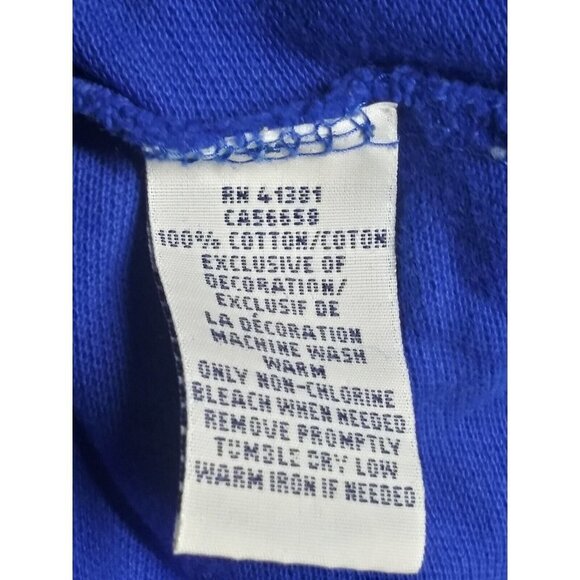 RN 41381
CA56658
100% COTTON/COTON
EXCLUSIVE OF
DECORATION/
EXCLUSIF DE
LA DÉCORATION
MACHINE WASH
WARM
ONLY NON-CHLORINE
BLEACH WHEN NEEDED
REMOVE PROMPTLY
TUMBLE DRY LOW
WARM IRON IF NEEDED